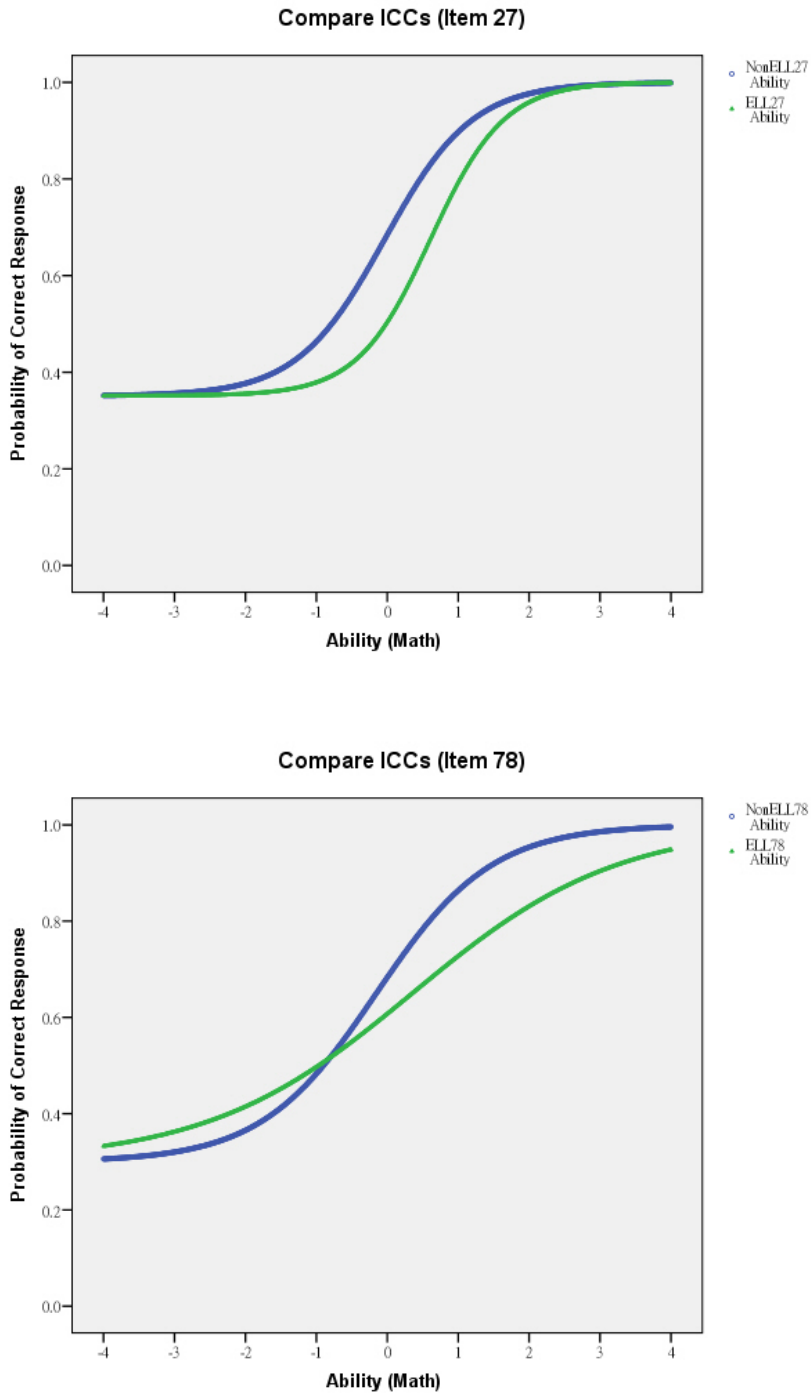 Compare ICCs (Item 27)
NonELL27
Ability
ELL27
Ability
Probability of Correct Response
1.0
0.8
0.6
0.4
0.2
0.0
-4 -3 -2 -1 0 1 2 3 4
Ability (Math)
Compare ICCs (Item 78)
NonELL78
Ability
ELL78
Ability
Probability of Correct Response
1.0
0.8
0.6
0.4
0.2
0.0
-4 -3 -2 -1 0 1 2 3 4
Ability (Math)